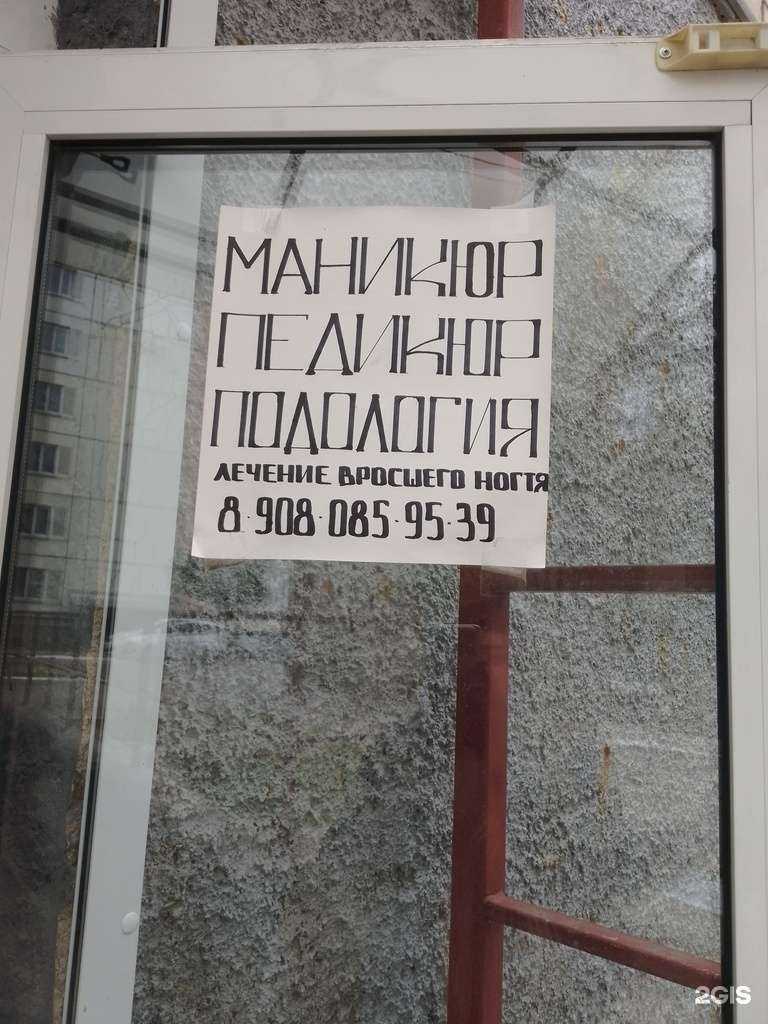 МАНИКЮР
ПЕДИКЮР
ПОДОЛОГИЯ
ЛЕЧЕНИЕ ВРОСШЕГО НОГТЯ
8-908-085-95-39
2GIS